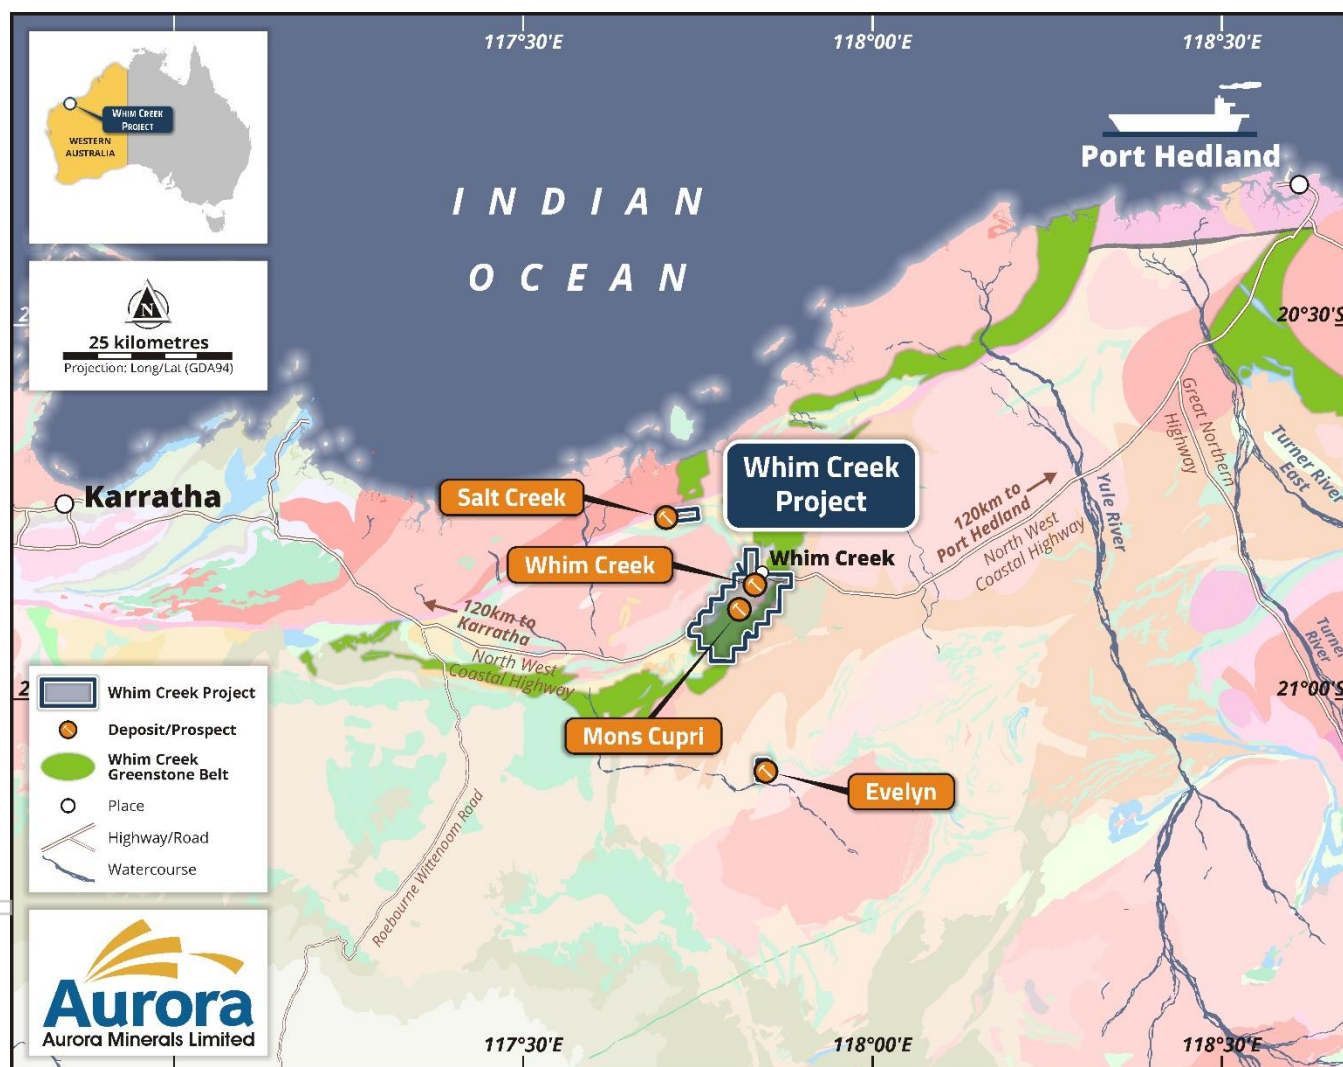 117°30'E
118°00'E
118°30'E
WHIM CREEK
PROJECT
WESTERN
AUSTRALIA
Port Hedland
INDIAN
OCEAN
N
25 kilometres
Projection: Long/Lat (GDA94)
2
20°30'S
Karratha
Salt Creek
Whim Creek
Project
Whim Creek
Whim Creek
120km to
Port Hedland
North West
Coastal Highway
Yule River
Great Northern
Highway
Turner River
East
Turner
River
120km to
Karratha
North West
Coastal Highway
2
21°00'S
Mons Cupri
Evelyn
Roebourne Wittenoom Road
Whim Creek Project
Deposit/Prospect
Whim Creek
Greenstone Belt
Place
Highway/Road
Watercourse
Aurora
Aurora Minerals Limited
117°30'E
118°00'E
118°30'E